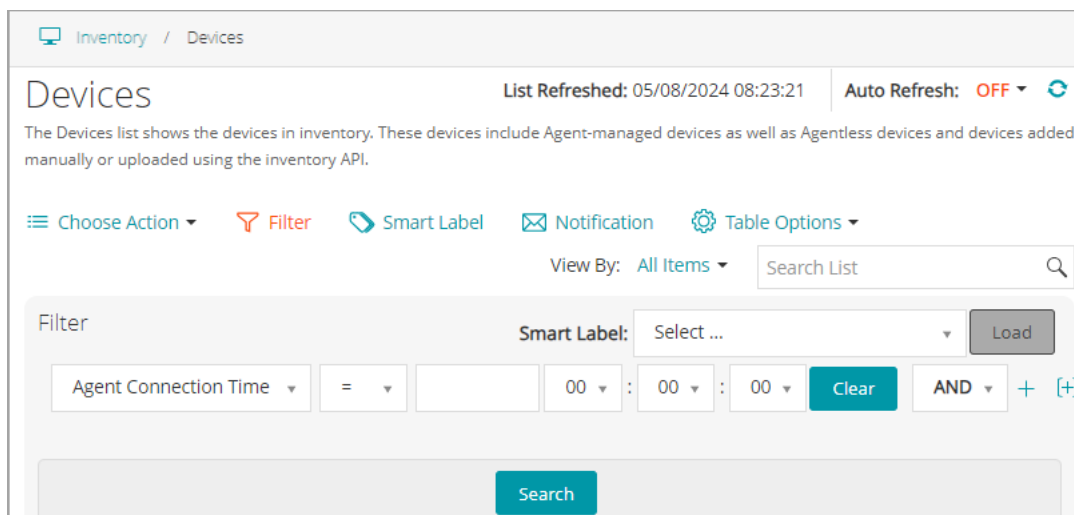 Inventory / Devices
Devices
List Refreshed: 05/08/2024 08:23:21
Auto Refresh: OFF
The Devices list shows the devices in inventory. These devices include Agent-managed devices as well as Agentless devices and devices added
manually or uploaded using the inventory API.
Choose Action Filter Smart Label Notification Table Options
View By: All Items Search List
Filter
Smart Label: Select ... Load
Agent Connection Time = 00 : 00 : 00 Clear AND + [+]
Search